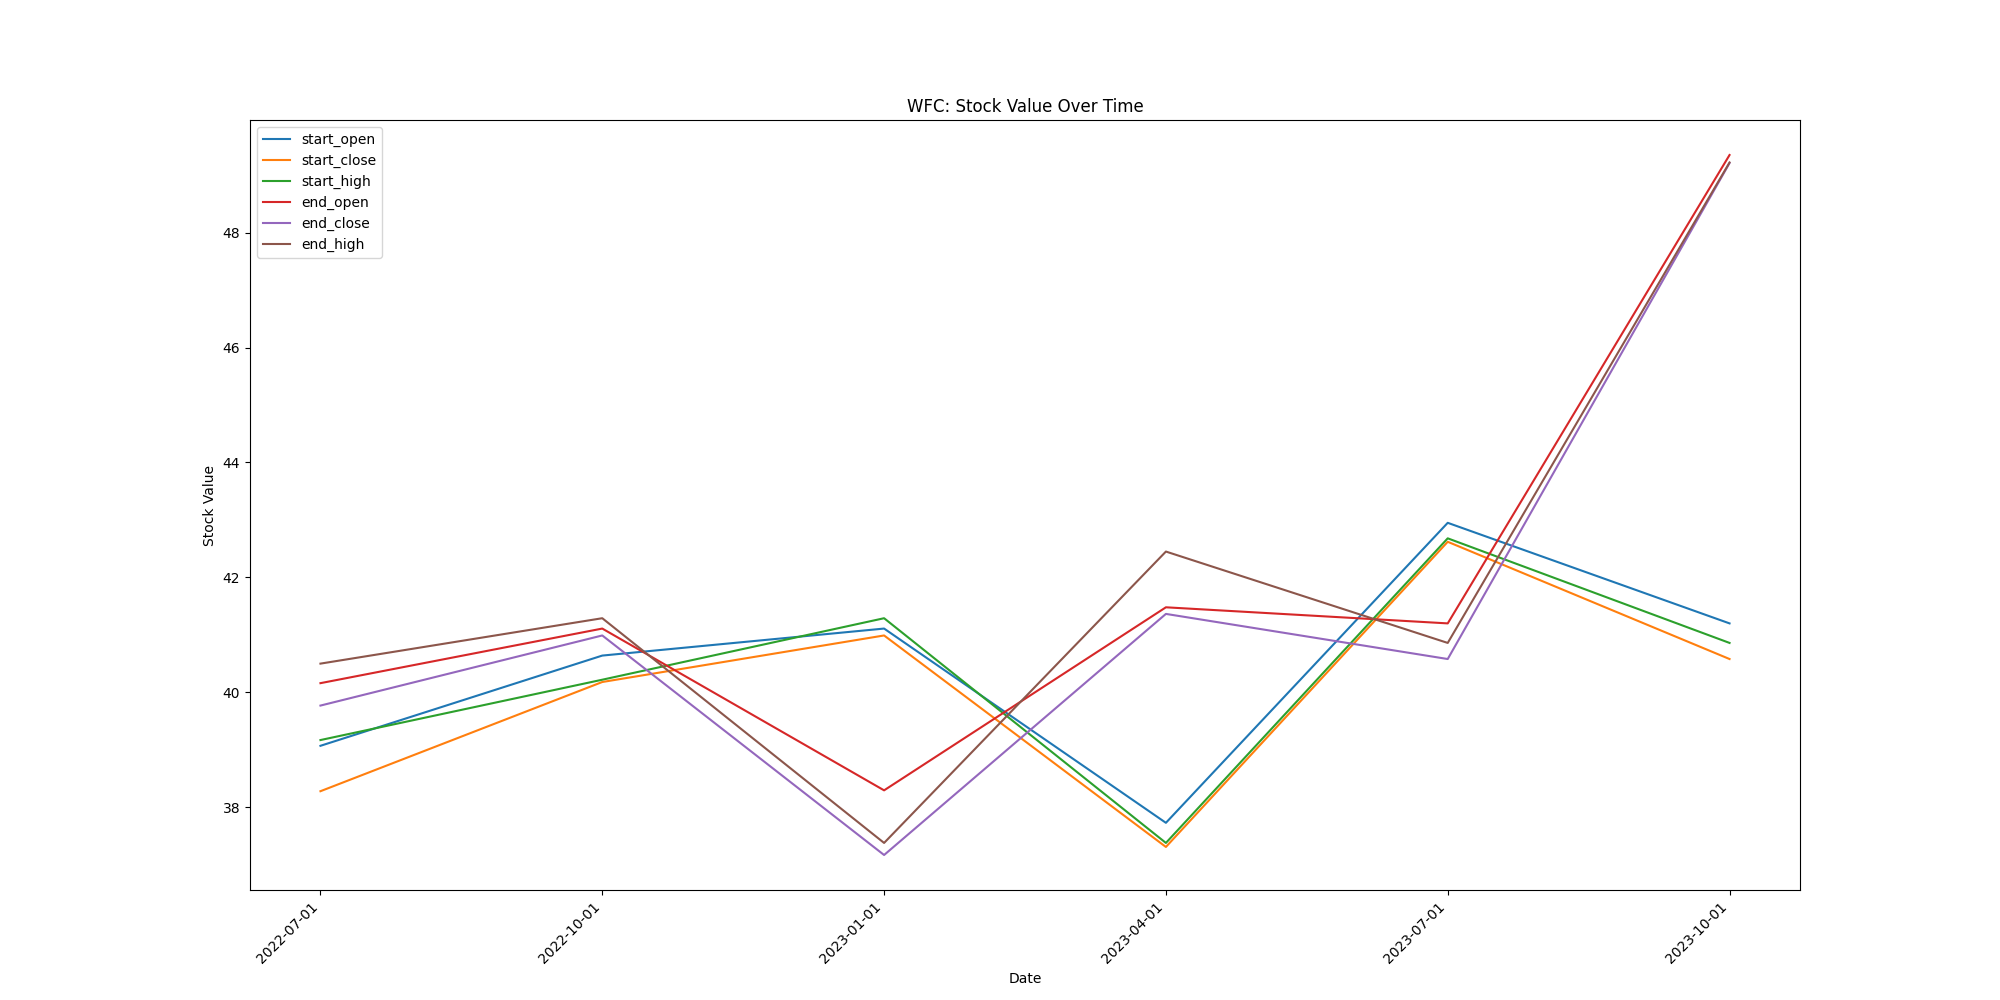 WFC: Stock Value Over Time
start_open
start_close
start_high
end_open
end_close
end_high
48
46
44
42
40
38
Stock Value
2022-07-01
2022-10-01
2023-01-01
2023-04-01
2023-07-01
2023-10-01
Date